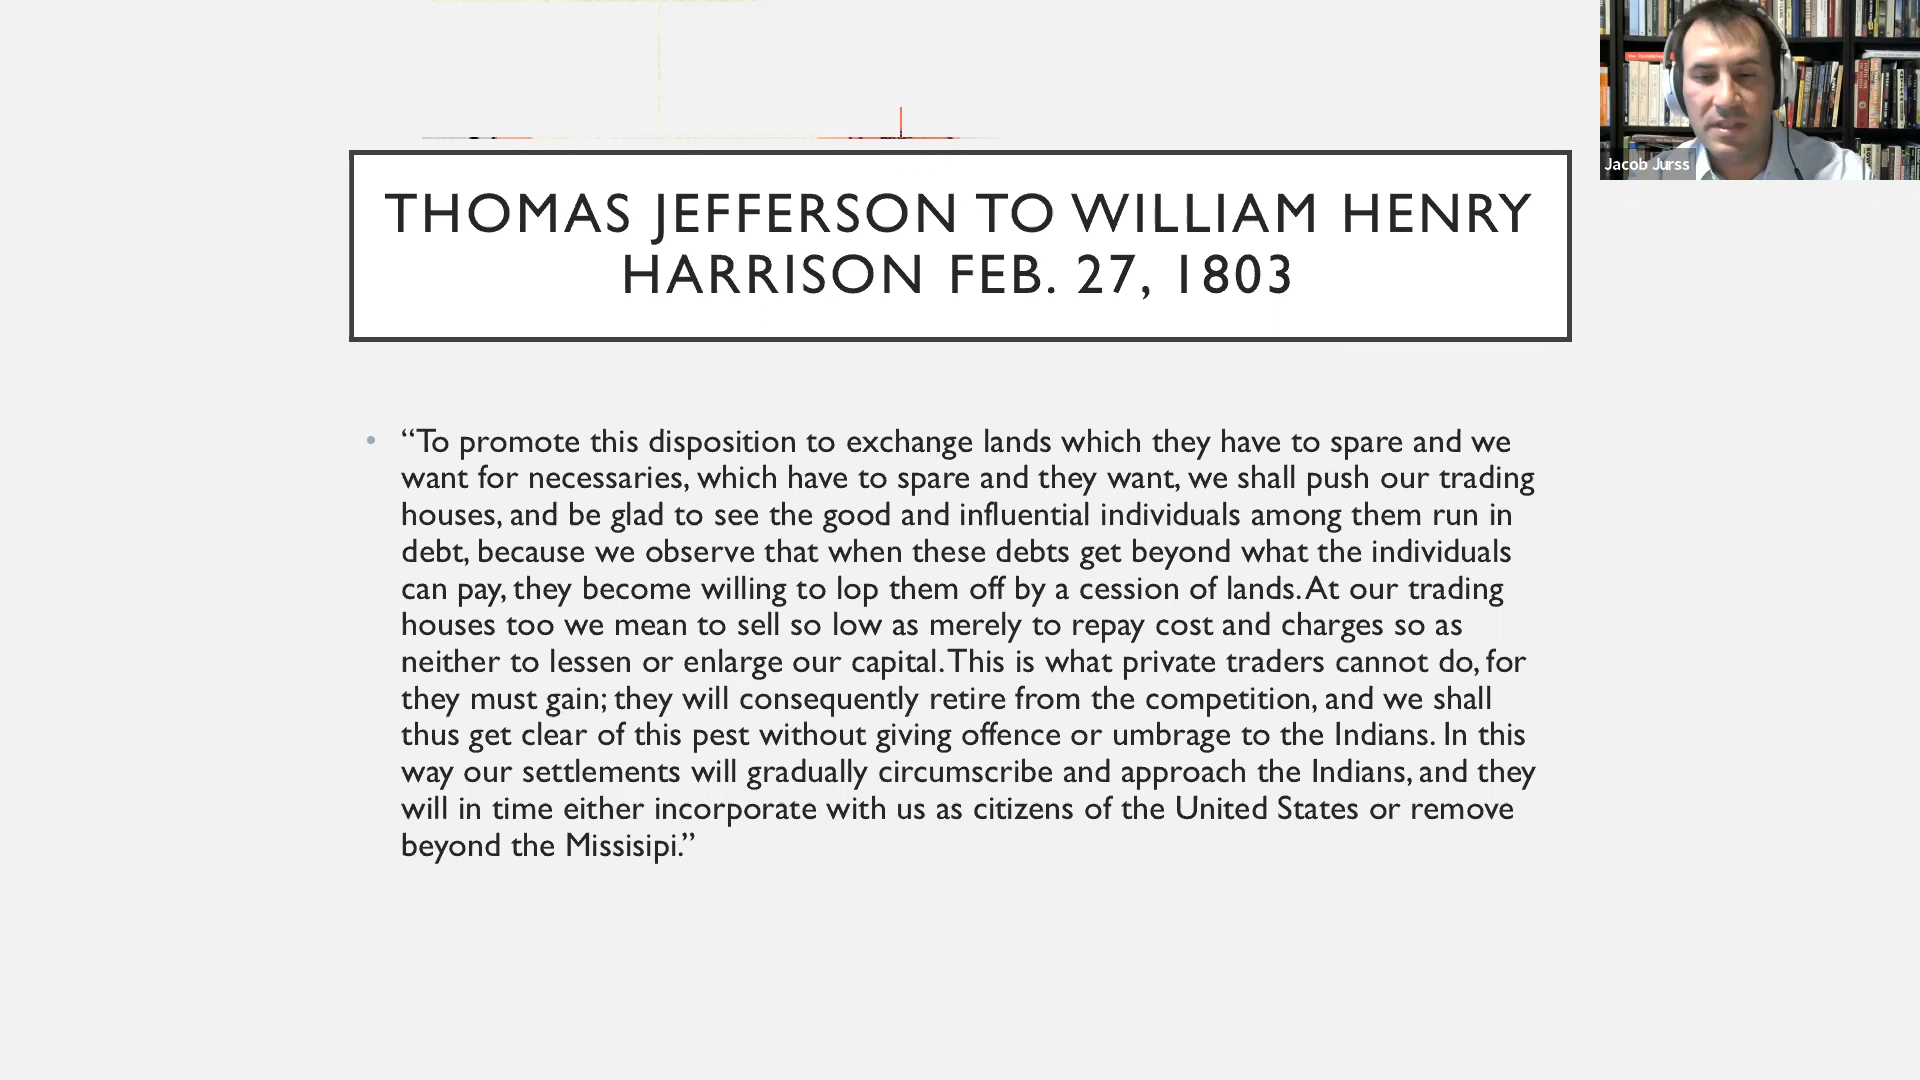 THOMAS JEFFERSON TO WILLIAM HENRY
HARRISON FEB. 27, 1803
• “To promote this disposition to exchange lands which they have to spare and we
want for necessaries, which have to spare and they want, we shall push our trading
houses, and be glad to see the good and influential individuals among them run in
debt, because we observe that when these debts get beyond what the individuals
can pay, they become willing to lop them off by a cession of lands. At our trading
houses too we mean to sell so low as merely to repay cost and charges so as
neither to lessen or enlarge our capital. This is what private traders cannot do, for
they must gain; they will consequently retire from the competition, and we shall
thus get clear of this pest without giving offence or umbrage to the Indians. In this
way our settlements will gradually circumscribe and approach the Indians, and they
will in time either incorporate with us as citizens of the United States or remove
beyond the Missisipi.”
Jacob Jurss